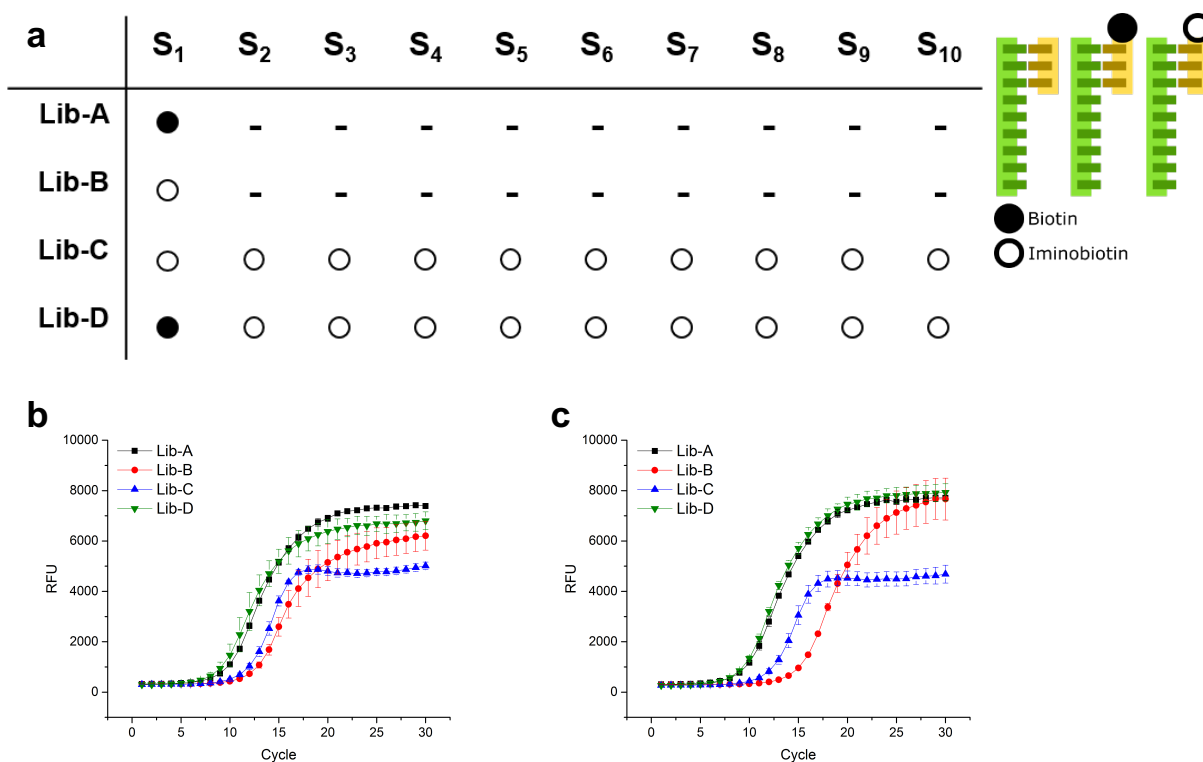 a
S1 S2 S3 S4 S5 S6 S7 S8 S9 S10
Lib-A - - - - - - - - -
Lib-B - - - - - - - - -
Lib-C
Lib-D
Biotin
Iminobiotin
b
10000
8000
6000
4000
2000
0
RFU
Lib-A
Lib-B
Lib-C
Lib-D
0 5 10 15 20 25 30
Cycle
c
10000
8000
6000
4000
2000
0
RFU
Lib-A
Lib-B
Lib-C
Lib-D
0 5 10 15 20 25 30
Cycle